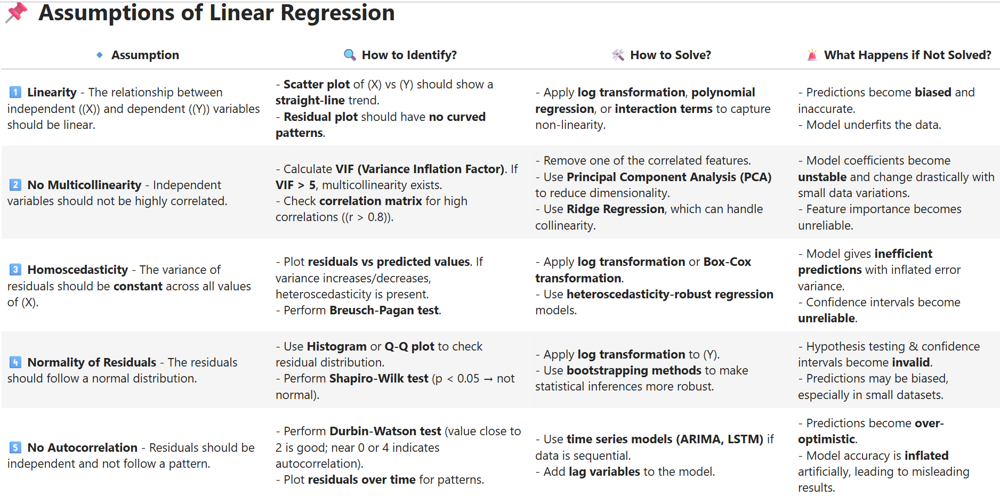 📌 Assumptions of Linear Regression
🔹 Assumption
🔍 How to Identify?
🛠️ How to Solve?
🚨 What Happens if Not Solved?
1️⃣ Linearity - The relationship between
independent ((X)) and dependent ((Y)) variables
should be linear.
- Scatter plot of (X) vs (Y) should show a
straight-line trend.
- Residual plot should have no curved
patterns.
- Apply log transformation, polynomial
regression, or interaction terms to capture
non-linearity.
- Predictions become biased and
inaccurate.
- Model underfits the data.
2️⃣ No Multicollinearity - Independent
variables should not be highly correlated.
- Calculate VIF (Variance Inflation Factor). If
VIF > 5, multicollinearity exists.
- Check correlation matrix for high
correlations ((r > 0.8)).
- Remove one of the correlated features.
- Use Principal Component Analysis (PCA)
to reduce dimensionality.
- Use Ridge Regression, which can handle
collinearity.
- Model coefficients become
unstable and change drastically with
small data variations.
- Feature importance becomes
unreliable.
3️⃣ Homoscedasticity - The variance of
residuals should be constant across all values
of (X).
- Plot residuals vs predicted values. If
variance increases/decreases,
heteroscedasticity is present.
- Perform Breusch-Pagan test.
- Apply log transformation or Box-Cox
transformation.
- Use heteroscedasticity-robust regression
models.
- Model gives inefficient
predictions with inflated error
variance.
- Confidence intervals become
unreliable.
4️⃣ Normality of Residuals - The residuals
should follow a normal distribution.
- Use Histogram or Q-Q plot to check
residual distribution.
- Perform Shapiro-Wilk test (p < 0.05 → not
normal).
- Apply log transformation to (Y).
- Use bootstrapping methods to make
statistical inferences more robust.
- Hypothesis testing & confidence
intervals become invalid.
- Predictions may be biased,
especially in small datasets.
5️⃣ No Autocorrelation - Residuals should be
independent and not follow a pattern.
- Perform Durbin-Watson test (value close to
2 is good; near 0 or 4 indicates
autocorrelation).
- Plot residuals over time for patterns.
- Use time series models (ARIMA, LSTM) if
data is sequential.
- Add lag variables to the model.
- Predictions become over-
optimistic.
- Model accuracy is inflated
artificially, leading to misleading
results.